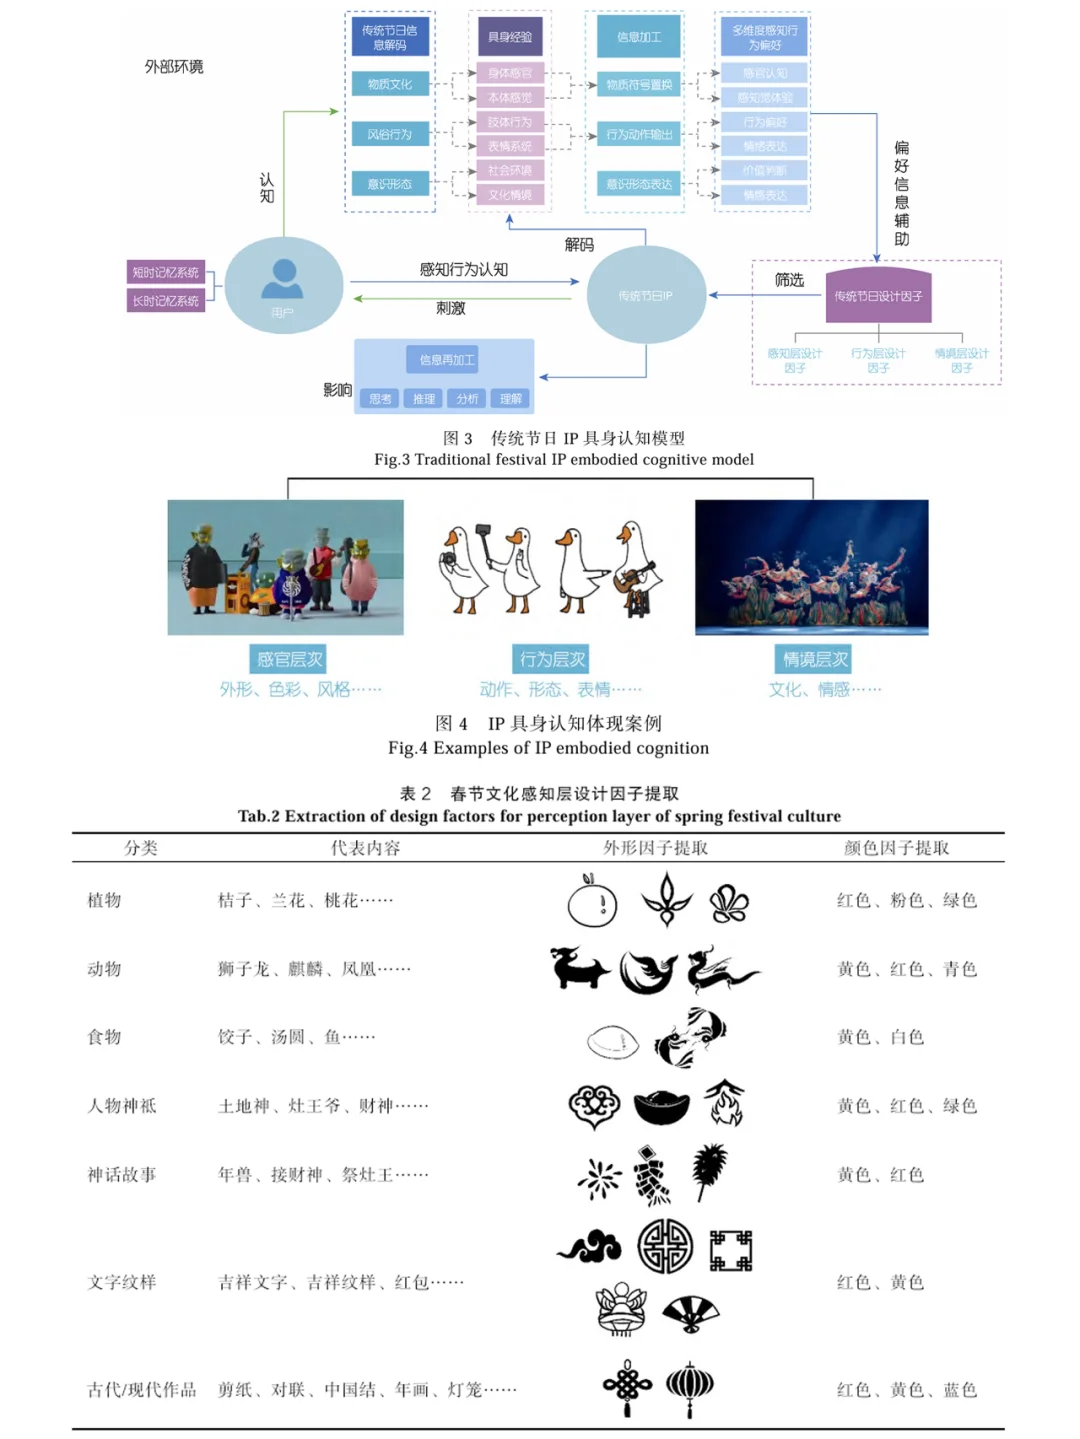 传统节日信息解码
具身经验
信息加工
多维度感知行为偏好
外部环境
物质文化
身体感官
本体感觉
物质符号置换
感官认知
感知觉体验
风俗行为
肢体行为
表情系统
行为动作输出
行为偏好
情绪表达
意识形态
社会环境
文化情境
意识形态表达
价值判断
情感表达
认知
偏好信息辅助
解码
短时记忆系统
长时记忆系统
用户
感知行为认知
刺激
传统节日IP
筛选
传统节日设计因子
感知层设计因子
行为层设计因子
情境层设计因子
影响
信息再加工
思考 推理 分析 理解
图 3 传统节日 IP 具身认知模型
Fig.3 Traditional festival IP embodied cognitive model
感官层次 行为层次 情境层次
外形、色彩、风格…… 动作、形态、表情…… 文化、情感……
图 4 IP 具身认知体现案例
Fig.4 Examples of IP embodied cognition
表 2 春节文化感知层设计因子提取
Tab.2 Extraction of design factors for perception layer of spring festival culture
分类 代表内容 外形因子提取 颜色因子提取
植物 桔子、兰花、桃花…… 红色、粉色、绿色
动物 狮子龙、麒麟、凤凰…… 黄色、红色、青色
食物 饺子、汤圆、鱼…… 黄色、白色
人物神祇 土地神、灶王爷、财神…… 黄色、红色、绿色
神话故事 年兽、接财神、祭灶王…… 黄色、红色
文字纹样 吉祥文字、吉祥纹样、红包…… 红色、黄色
古代/现代作品 剪纸、对联、中国结、年画、灯笼…… 红色、黄色、蓝色